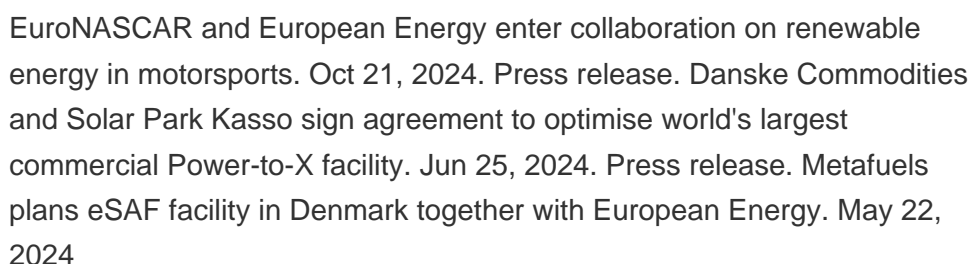 EuroNASCAR and European Energy enter collaboration on renewable
energy in motorsports. Oct 21, 2024. Press release. Danske Commodities
and Solar Park Kasso sign agreement to optimise world's largest
commercial Power-to-X facility. Jun 25, 2024. Press release. Metafuels
plans eSAF facility in Denmark together with European Energy. May 22,
2024